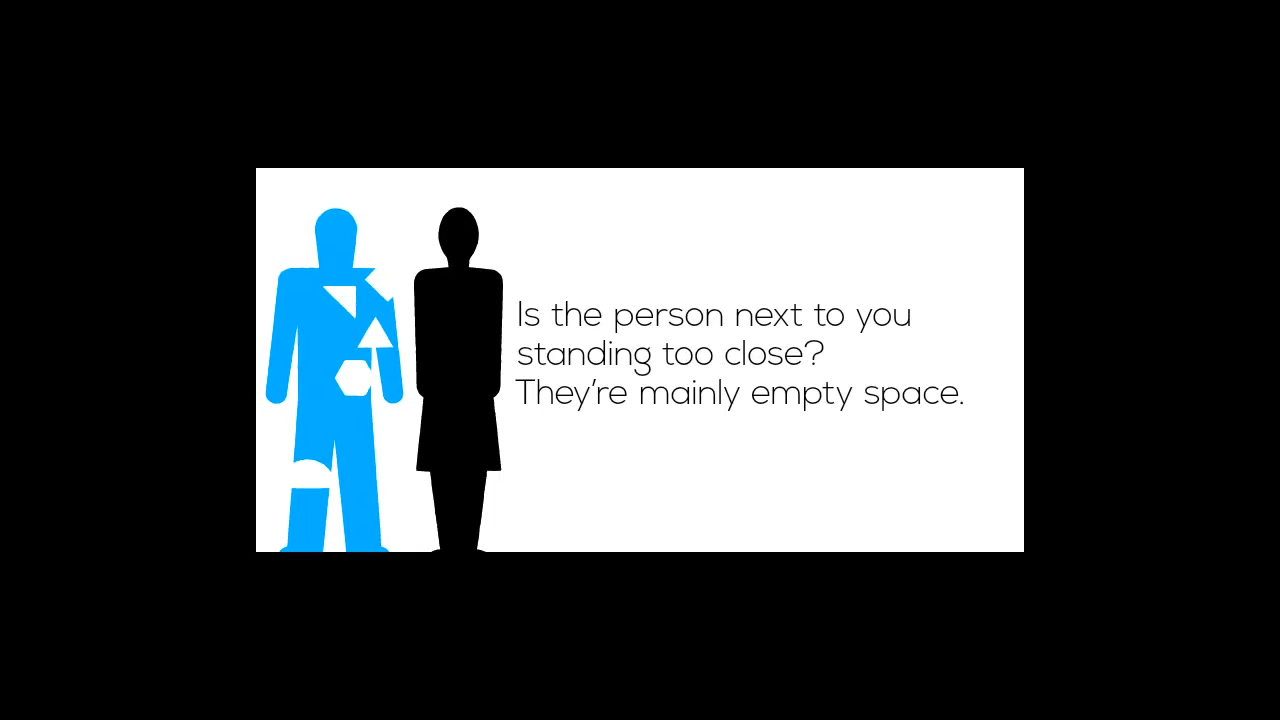 Is the person next to you
standing too close?
They're mainly empty space.